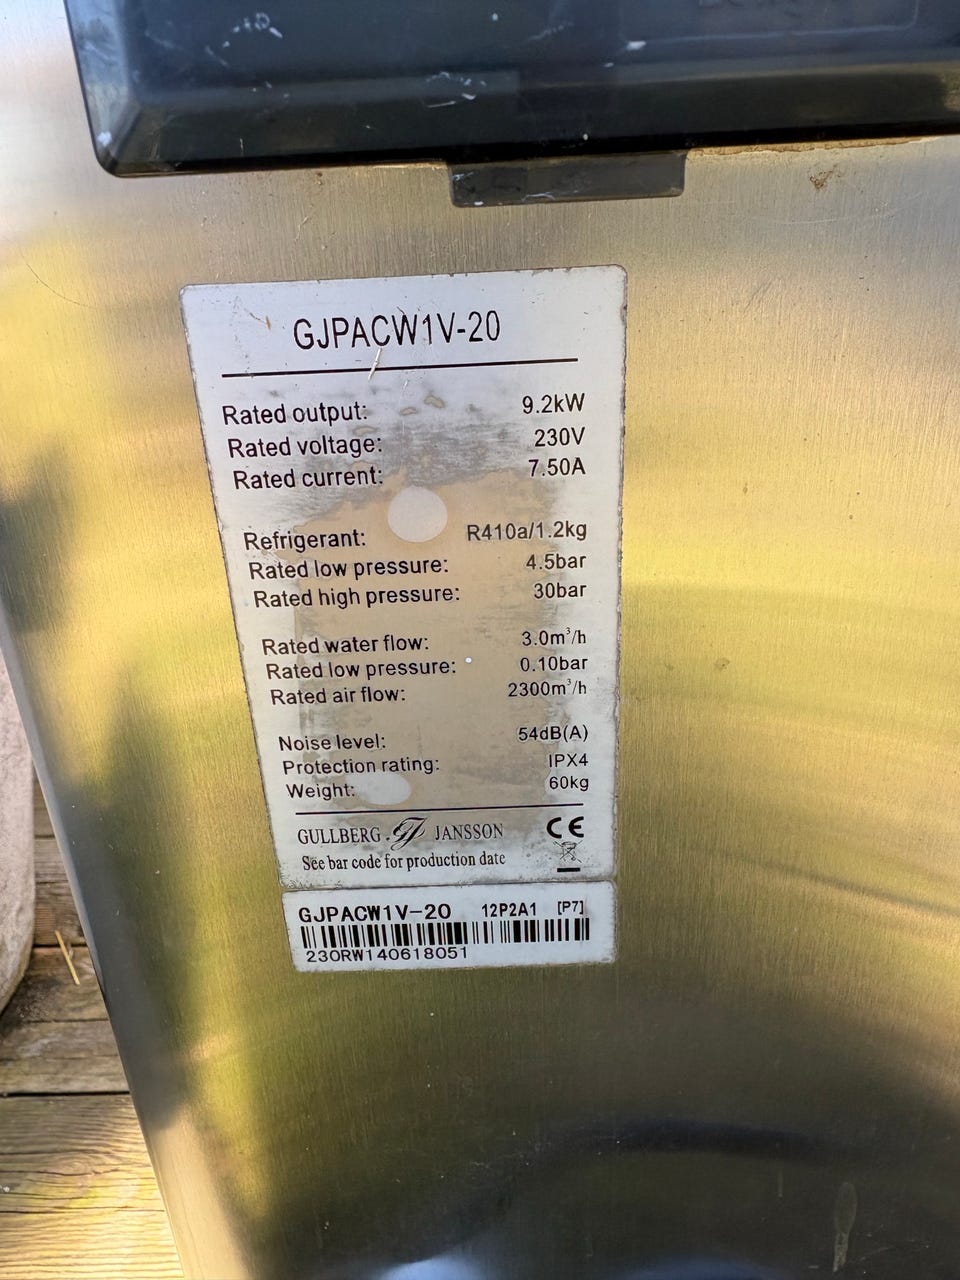 GJPACW1V-20
Rated output: 9.2kW
Rated voltage: 230V
Rated current: 7.50A
Refrigerant: R410a/1.2kg
Rated low pressure: 4.5bar
Rated high pressure: 30bar
Rated water flow: 3.0m³/h
Rated low pressure: 0.10bar
Rated air flow: 2300m³/h
Noise level: 54dB(A)
Protection rating: IPX4
Weight: 60kg
GULLBERG & JANSSON CE
See bar code for production date
GJPACW1V-20 12P2A1 [P7]
230RW140618051